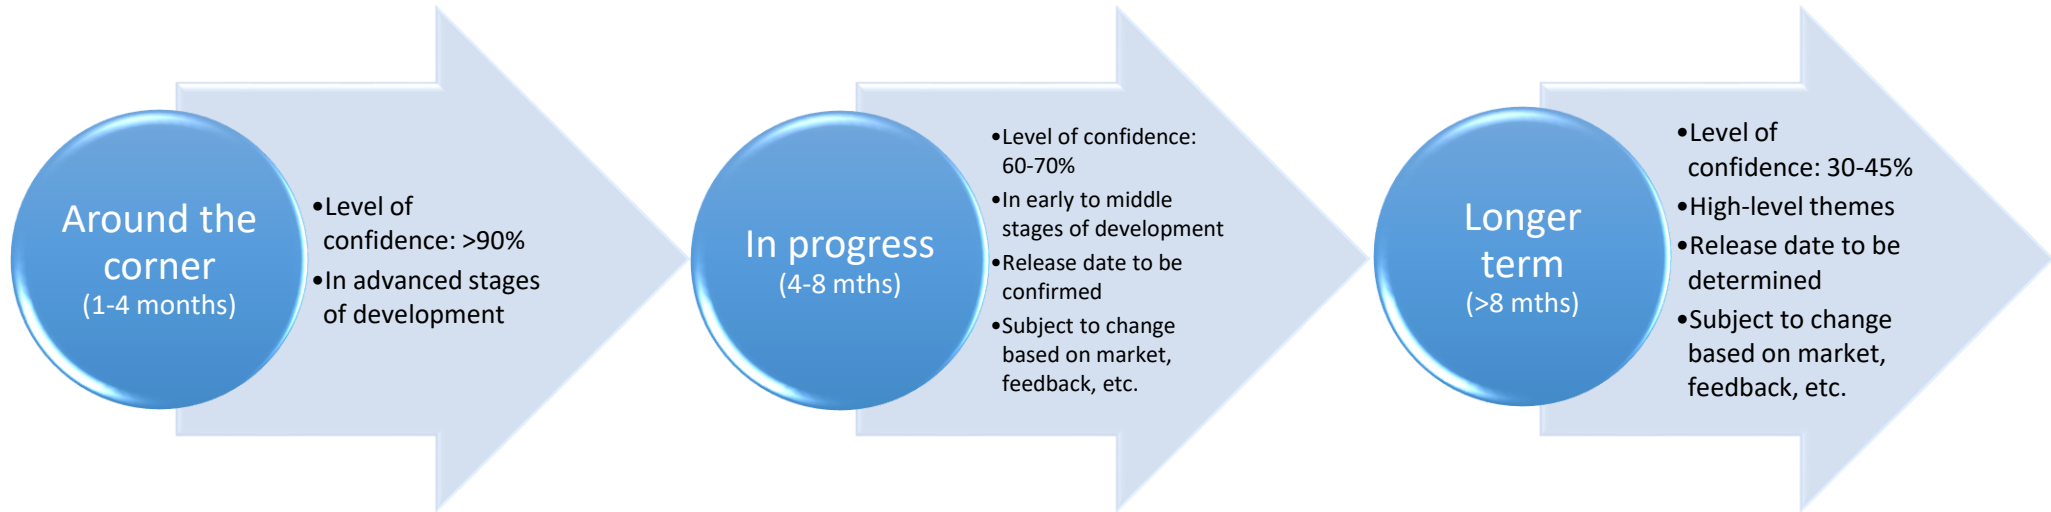 Around the
corner
(1-4 months)
•Level of
confidence: >90%
•In advanced stages
of development
In progress
(4-8 mths)
•Level of confidence:
60-70%
•In early to middle
stages of development
•Release date to be
confirmed
•Subject to change
based on market,
feedback, etc.
Longer
term
(>8 mths)
•Level of
confidence: 30-45%
•High-level themes
•Release date to be
determined
•Subject to change
based on market,
feedback, etc.